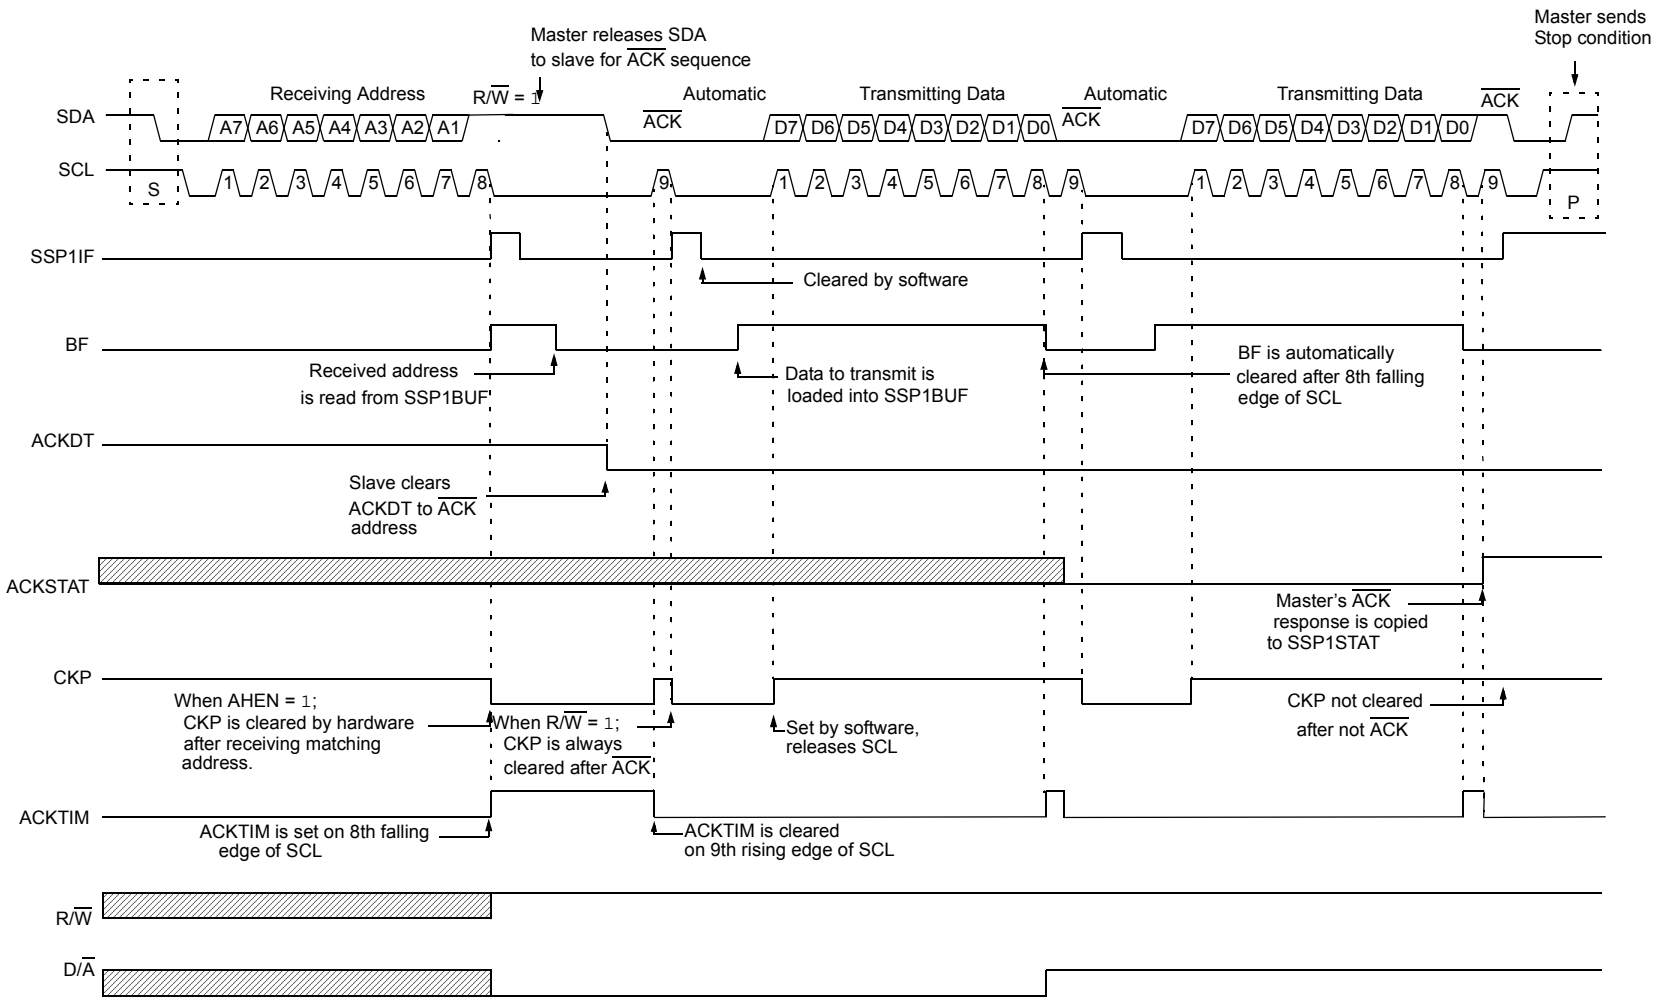 Master sends
Stop condition
Master releases SDA
to slave for ACK sequence
Receiving Address
R/W = 1
Automatic
Transmitting Data
Automatic
Transmitting Data
ACK
SDA
A7 A6 A5 A4 A3 A2 A1
ACK
D7 D6 D5 D4 D3 D2 D1 D0
ACK
D7 D6 D5 D4 D3 D2 D1 D0
SCL
S
1 2 3 4 5 6 7 8
9
1 2 3 4 5 6 7 8 9
1 2 3 4 5 6 7 8 9
P
SSP1IF
Cleared by software
BF
Received address
is read from SSP1BUF
Data to transmit is
loaded into SSP1BUF
BF is automatically
cleared after 8th falling
edge of SCL
ACKDT
Slave clears
ACKDT to ACK
address
ACKSTAT
Master's ACK
response is copied
to SSP1STAT
CKP
When AHEN = 1;
CKP is cleared by hardware
after receiving matching
address.
When R/W = 1;
CKP is always
cleared after ACK
Set by software,
releases SCL
CKP not cleared
after not ACK
ACKTIM
ACKTIM is set on 8th falling
edge of SCL
ACKTIM is cleared
on 9th rising edge of SCL
R/W
D/A